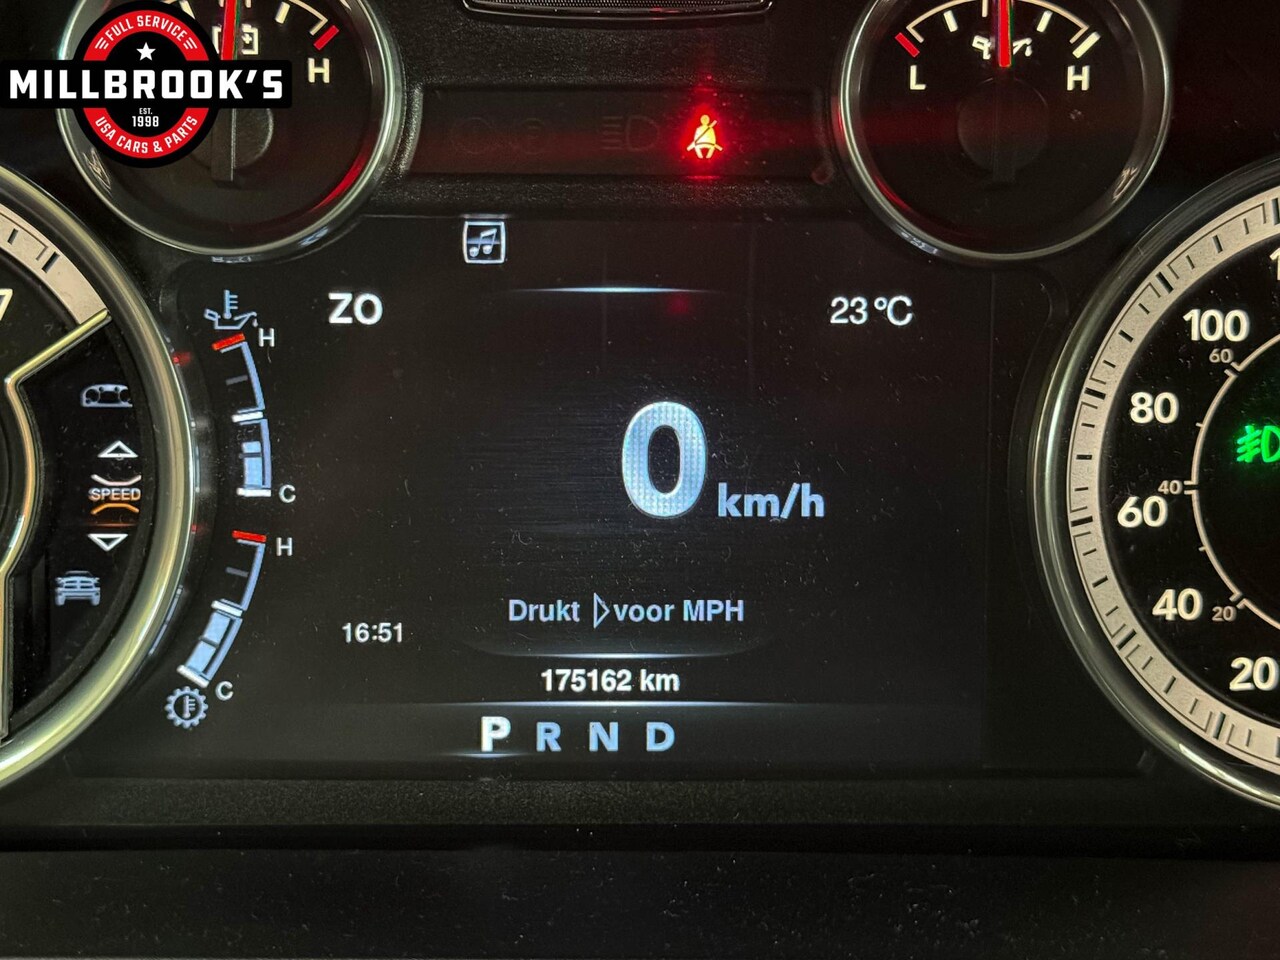 FULL SERVICE
MILLBROOK'S
EST.
1998
USA CARS & PARTS
H
L H
7
ZO 23°C
H
100
60
80
0 km/h
SPEED
C
40
60
H
Drukt ▷voor MPH
40 20
16:51
175162 km
20
C
P R N D